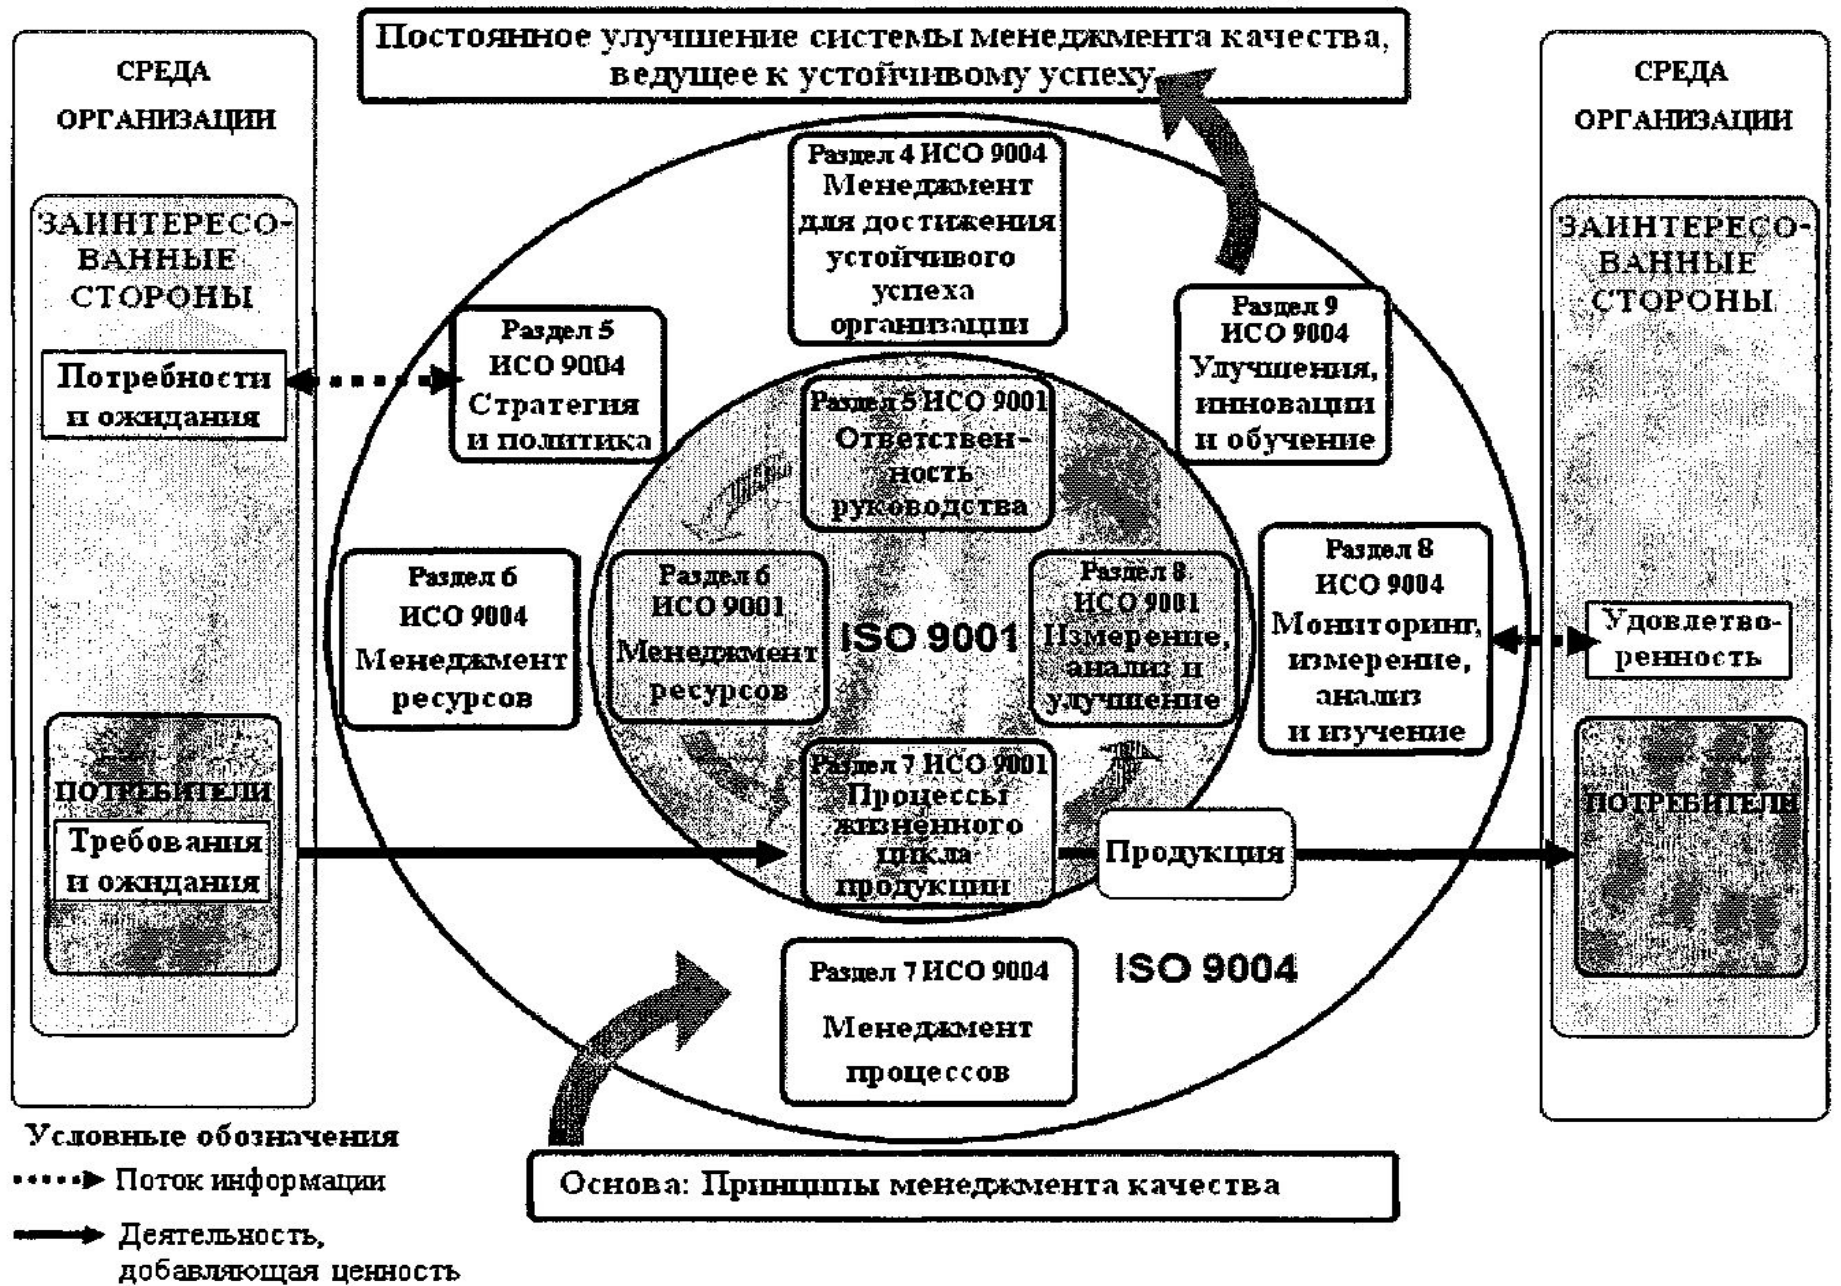 Постоянное улучшение системы менеджмента качества,
ведущее к устойчивому успеху
СРЕДА
ОРГАНИЗАЦИИ
ЗАИНТЕРЕСО-
ВАННЫЕ
СТОРОНЫ
Потребности
и ожидания
ПОТРЕБИТЕЛИ
Требования
и ожидания
Раздел 4 ИСО 9004
Менеджмент
для достижения
устойчивого
успеха
организации
Раздел 5
ИСО 9004
Стратегия
и политика
Раздел 9
ИСО 9004
Улучшения,
инновации
и обучение
Раздел 5 ИСО 9001
Ответствен-
ность
руководства
Раздел 6
ИСО 9004
Менеджмент
ресурсов
Раздел 6
ИСО 9001
Менеджмент
ресурсов
ISO 9001
Раздел 8
ИСО 9001
Измерение,
анализ и
улучшение
Раздел 8
ИСО 9004
Мониторинг,
измерение,
анализ
и изучение
Раздел 7 ИСО 9001
Процессы
жизненного
цикла
продукции
Продукция
Раздел 7 ИСО 9004
Менеджмент
процессов
ISO 9004
СРЕДА
ОРГАНИЗАЦИИ
ЗАИНТЕРЕСО-
ВАННЫЕ
СТОРОНЫ
Удовлетво-
ренность
ПОТРЕБИТЕЛИ
Основа: Принципы менеджмента качества
Условные обозначения
Поток информации
Деятельность,
добавляющая ценность